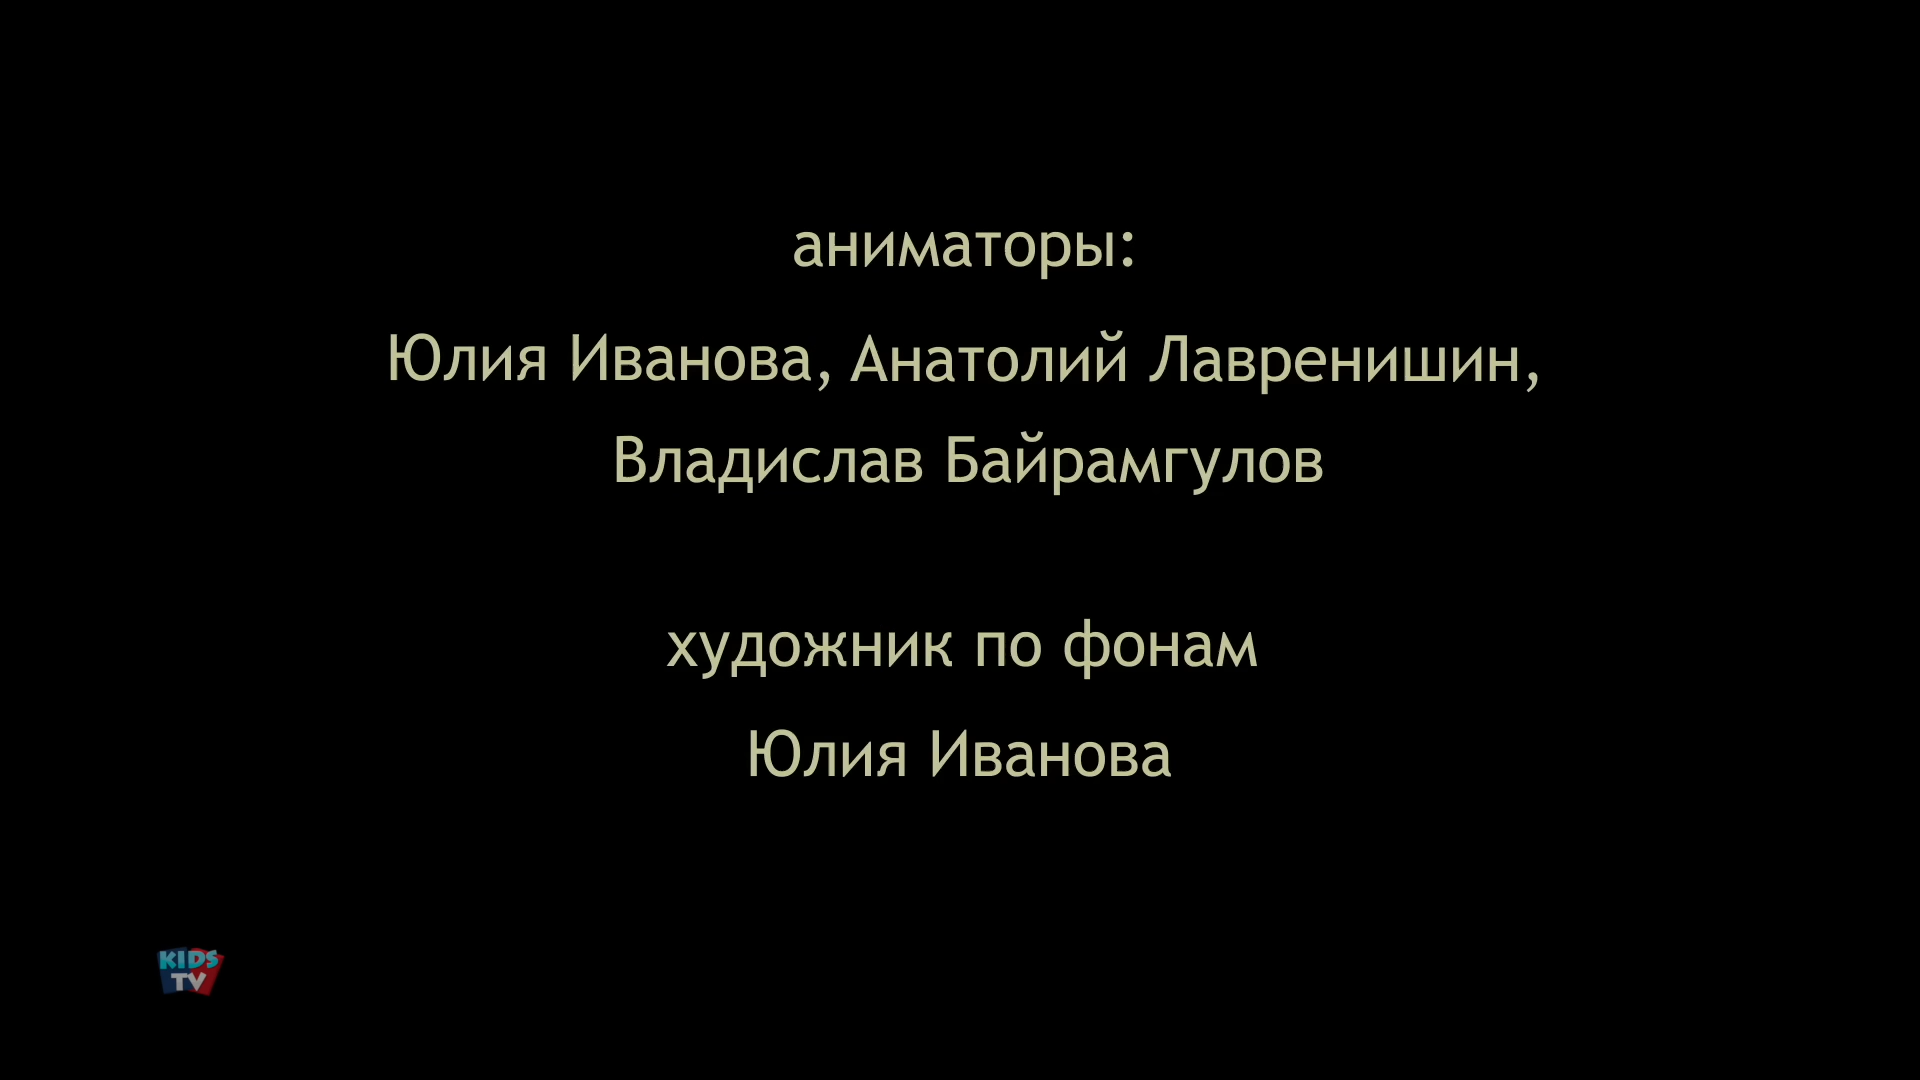 аниматоры:
Юлия Иванова, Анатолий Лавренишин,
Владислав Байрамгулов
художник по фонам
Юлия Иванова
KIDS
TV